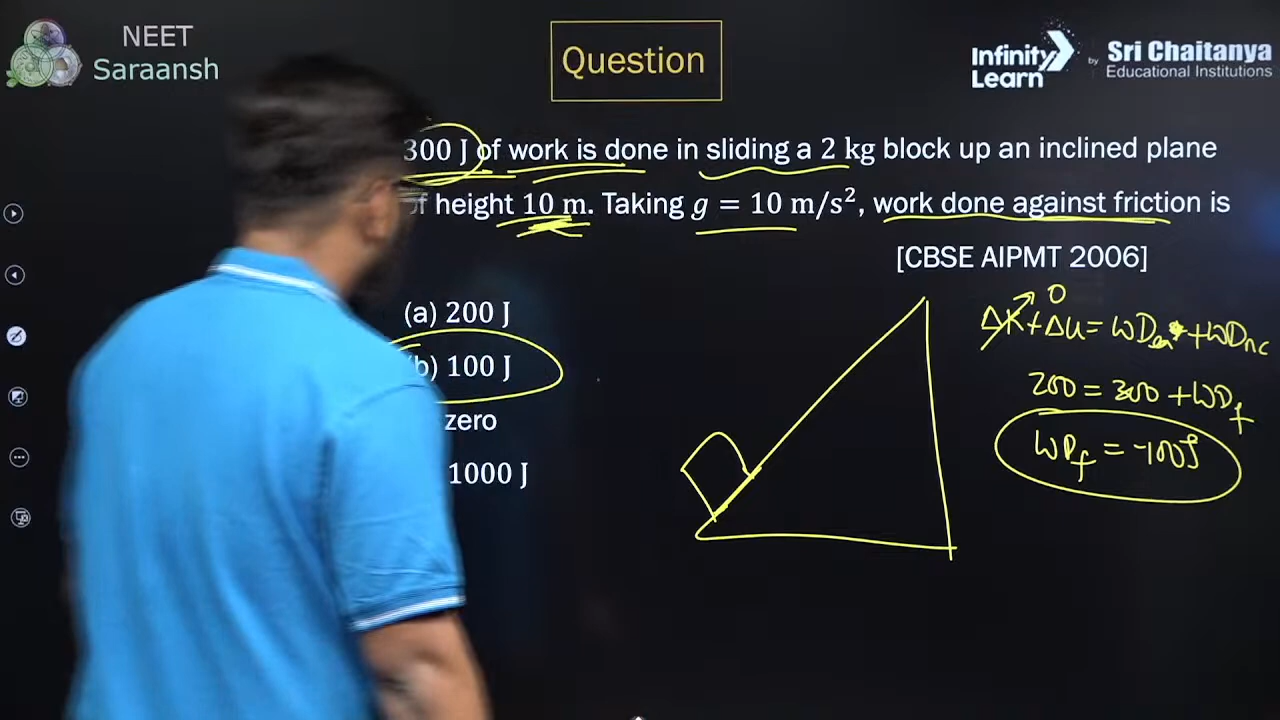 NEET
Saraansh
Question
Infinity
Learn
by
Sri Chaitanya
Educational Institutions
300 J of work is done in sliding a 2 kg block up an inclined plane
of height 10 m. Taking g = 10 m/s², work done against friction is
[CBSE AIPMT 2006]
(a) 200 J
(b) 100 J
zero
1000 J
0
ΔK + ΔU = WD + WDnc
200 = 300 + WDf
WDf = -100J